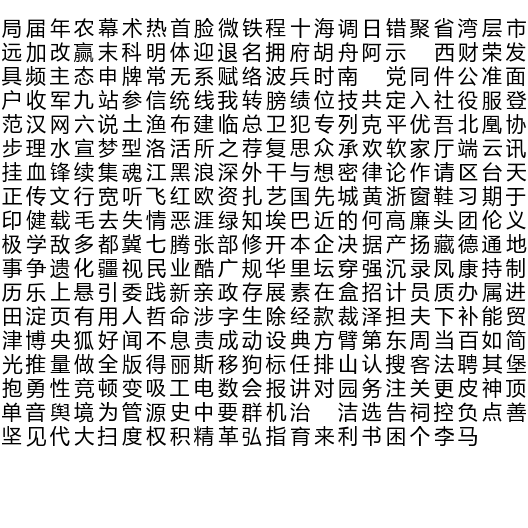 局届年农幕术热首脸微铁程十海调日错聚省湾层市
远加改赢末科明体迎退名拥府胡舟阿示 西财荣发
具频主态申牌常无系赋络波兵时南 党同件公准面
户收军九站参信统线我转膀绩位技共定入社役服登
范汉网六说土渔布建临总卫犯专列克平优吾北凰协
步理水宣梦型洛活所之荐复思众承欢软家厅端云讯
挂血锋续集魂江黑浪深外干与想密律论作请区台天
正传文行宽听飞红欧资扎艺国先城黄浙窗鞋习期于
印健载毛去失情恶涯绿知埃巴近的何高廉头团伦义
极学敌多都冀七腾张部修开本企决据产扬藏德通地
事争遗化疆视民业酷广规华里坛穿强沉录凤康持制
历乐上悬引委践新亲政存展素在盒招计员质办属进
田淀页有用人哲命涉字生除经款裁泽担夫下补能贸
津博央狐好闻不息责成动设典方臂第东周当百如简
光推量做全版得丽斯移狗标任排山认搜客法聘其堡
抱勇性竞顿变吸工电数会报讲对园务注关更皮神顶
单音舆境为管源史中要群机治 洁选告祠控负点善
坚见代大扫度权积精革弘指育来利书困个李马